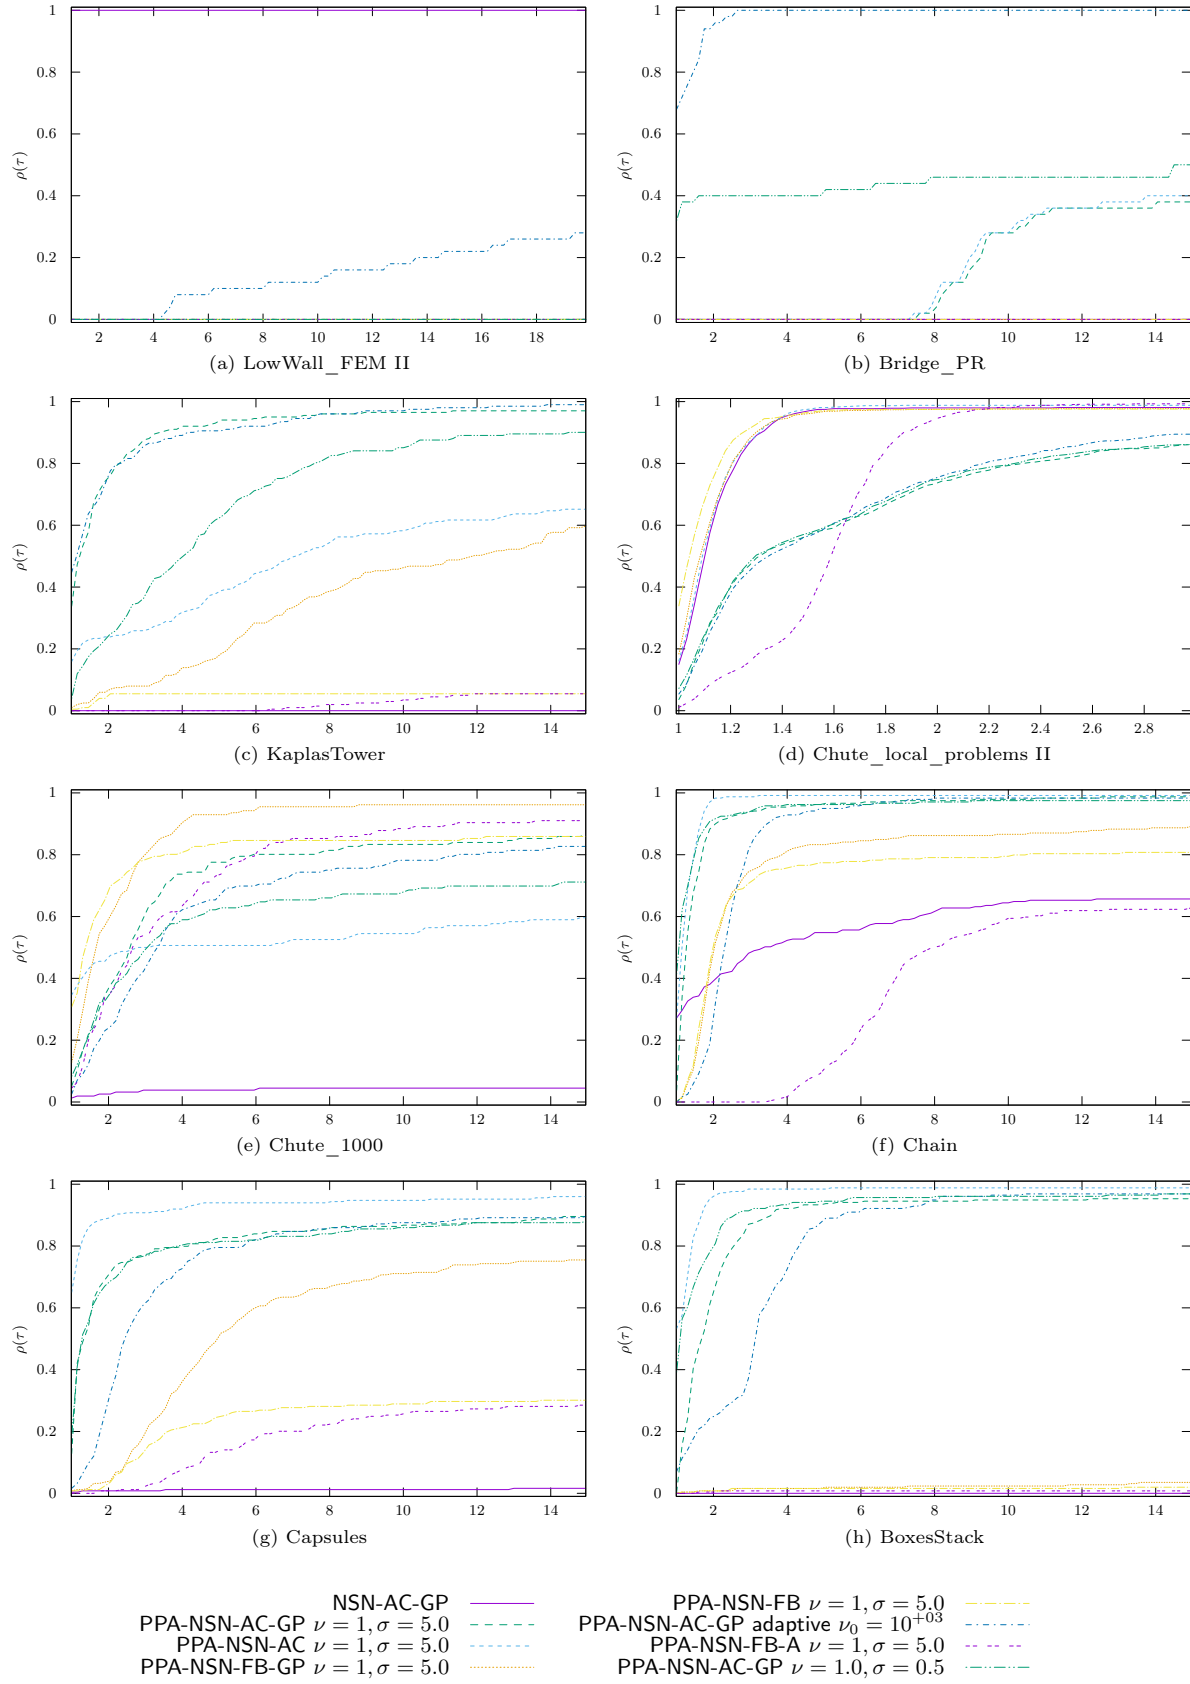 1
0.8
0.6
0.4
0.2
0
ρ(τ)
2 4 6 8 10 12 14 16 18
(a) LowWall_FEM II
1
0.8
0.6
0.4
0.2
0
ρ(τ)
2 4 6 8 10 12 14
(b) Bridge_PR
1
0.8
0.6
0.4
0.2
0
ρ(τ)
2 4 6 8 10 12 14
(c) KaplasTower
1
0.8
0.6
0.4
0.2
0
ρ(τ)
1 1.2 1.4 1.6 1.8 2 2.2 2.4 2.6 2.8
(d) Chute_local_problems II
1
0.8
0.6
0.4
0.2
0
ρ(τ)
2 4 6 8 10 12 14
(e) Chute_1000
1
0.8
0.6
0.4
0.2
0
ρ(τ)
2 4 6 8 10 12 14
(f) Chain
1
0.8
0.6
0.4
0.2
0
ρ(τ)
2 4 6 8 10 12 14
(g) Capsules
1
0.8
0.6
0.4
0.2
0
ρ(τ)
2 4 6 8 10 12 14
(h) BoxesStack
NSN-AC-GP
PPA-NSN-AC-GP ν = 1, σ = 5.0
PPA-NSN-AC ν = 1, σ = 5.0
PPA-NSN-FB-GP ν = 1, σ = 5.0
PPA-NSN-FB ν = 1, σ = 5.0
PPA-NSN-AC-GP adaptive ν₀ = 10⁺⁰³
PPA-NSN-FB-A ν = 1, σ = 5.0
PPA-NSN-AC-GP ν = 1.0, σ = 0.5